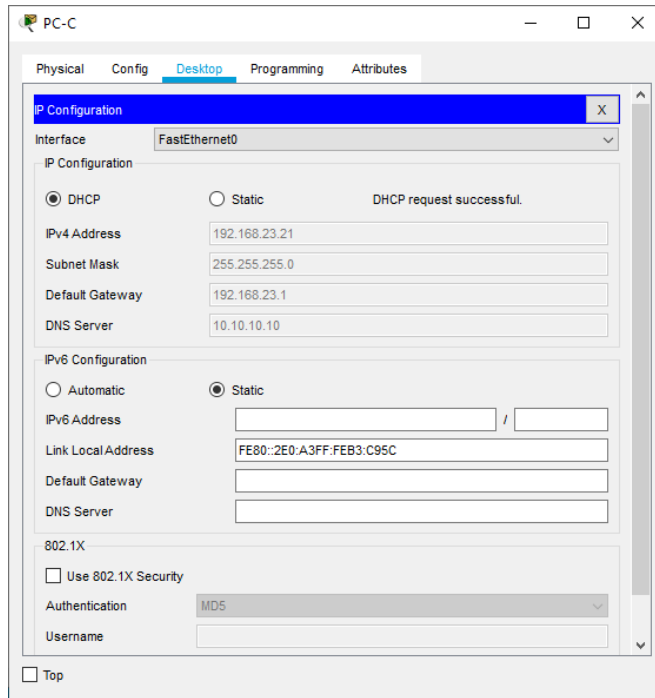 PC-C
Physical Config Desktop Programming Attributes
IP Configuration X
Interface FastEthernet0
IP Configuration
DHCP Static DHCP request successful.
IPv4 Address 192.168.23.21
Subnet Mask 255.255.255.0
Default Gateway 192.168.23.1
DNS Server 10.10.10.10
IPv6 Configuration
Automatic Static
IPv6 Address /
Link Local Address FE80::2E0:A3FF:FEB3:C95C
Default Gateway
DNS Server
802.1X
Use 802.1X Security
Authentication MD5
Username
Top